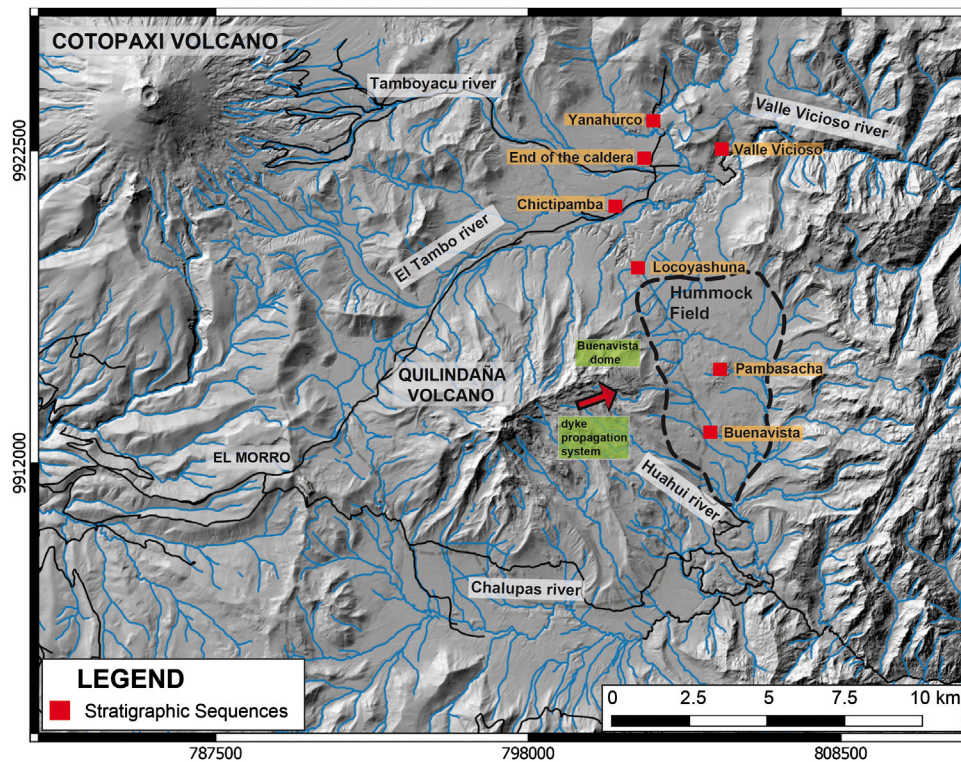 COTOPAXI VOLCANO
Tamboyacu river
Yanahurco
Valle Vicioso river
End of the caldera
Valle Vicioso
Chictipamba
El Tambo river
Locoyashuna
Hummock
Field
Buenavista
dome
Pambasacha
QUILINDAÑA
VOLCANO
dyke
propagation
system
Buenavista
EL MORRO
Huahui river
Chalupas river
LEGEND
Stratigraphic Sequences
0 2.5 5 7.5 10 km
9922500
9912000
787500
798000
808500